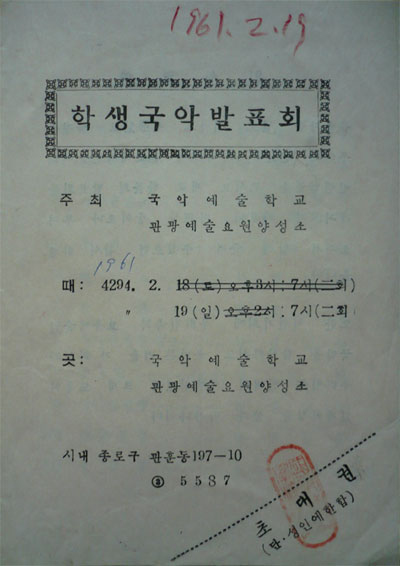 1961. 2. 19
학생국악발표회
주최 국악예술학교
관광예술요원양성소
1961
때: 4294. 2. 18(토) 오후3시:7시(二회)
〃 19(일) 오후2시:7시(二회)
곳: 국악예술학교
관광예술요원양성소
시내 종로구 관훈동197-10
③ 5587
초대권
(단·성인에한함)